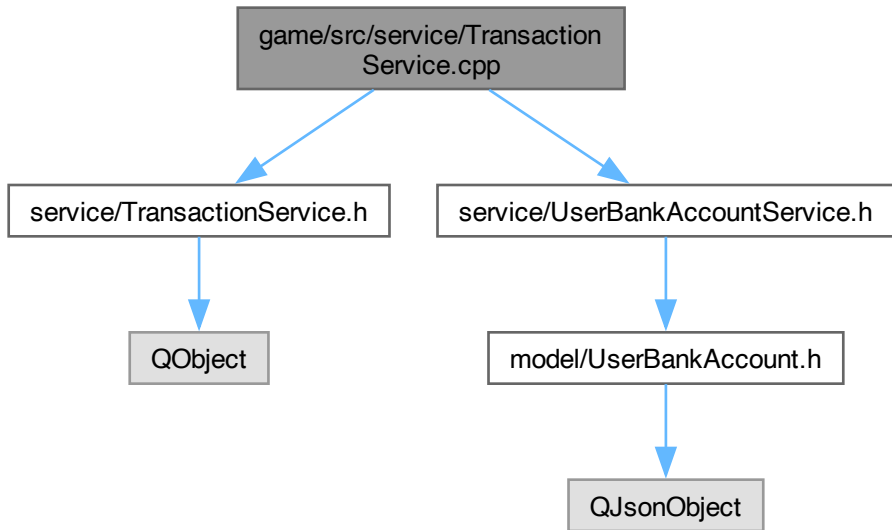 game/src/service/Transaction
Service.cpp
service/TransactionService.h
service/UserBankAccountService.h
QObject
model/UserBankAccount.h
QJsonObject